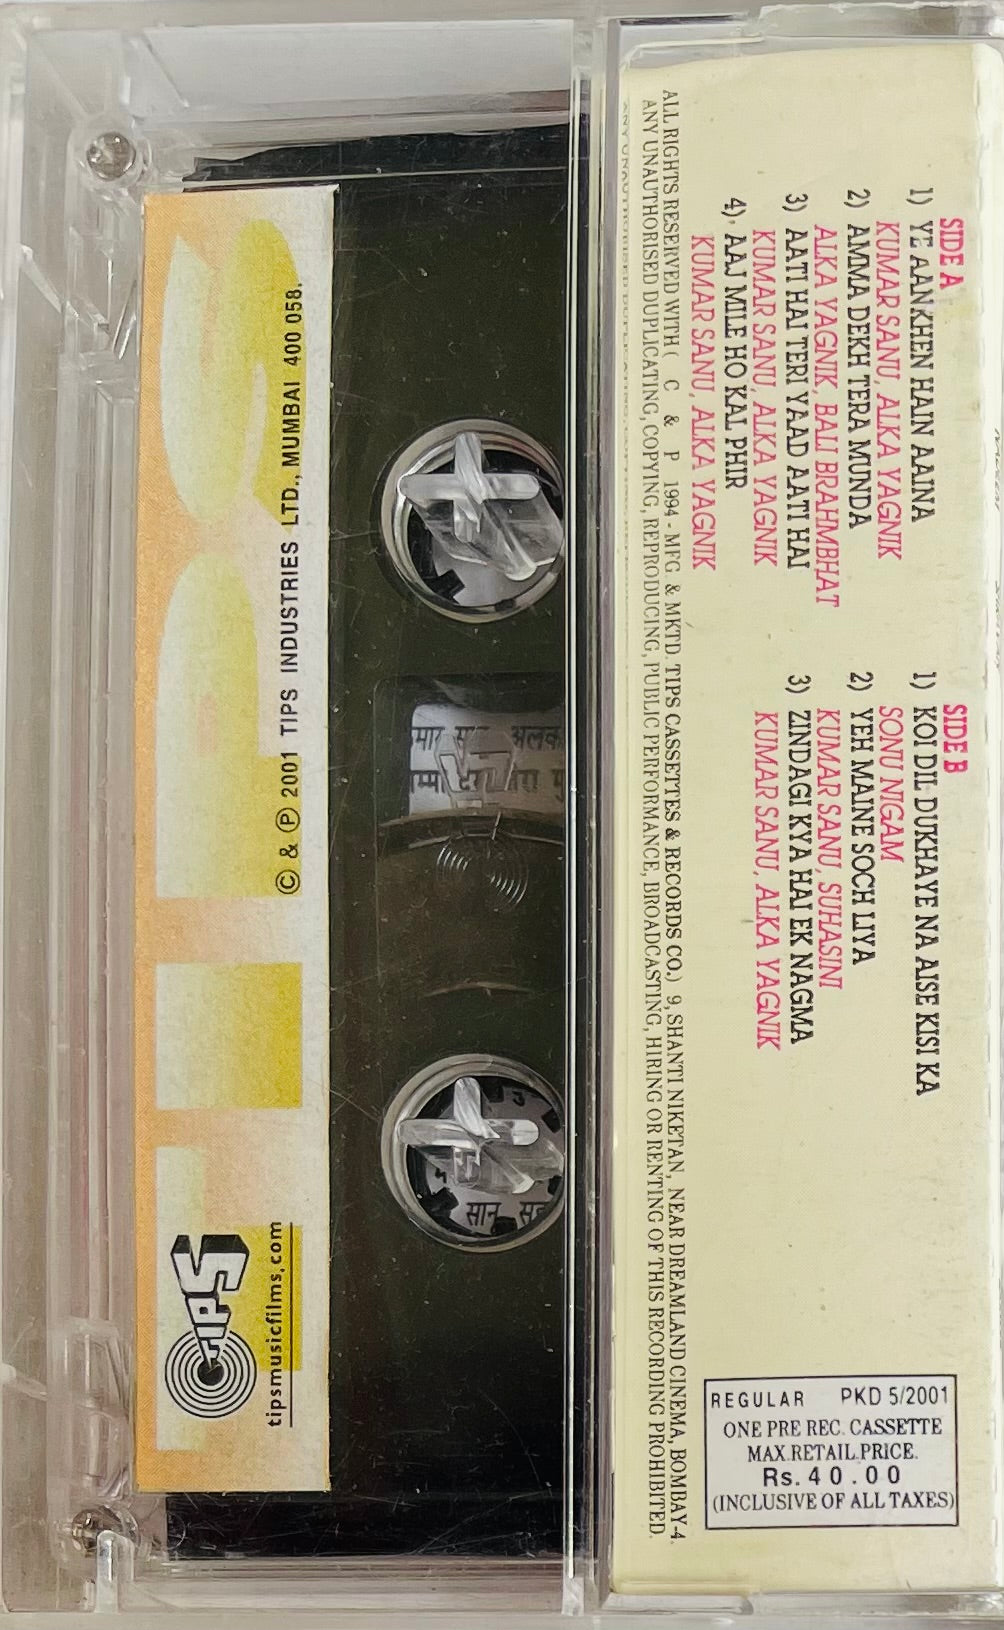 SIDE A
1) YE AANKHEN HAIN AAINA
KUMAR SANU, ALKA YAGNIK
2) AMMA DEKH TERA MUNDA
ALKA YAGNIK, BALI BRAHMBHAT
3) AATI HAI TERI YAAD AATI HAI
KUMAR SANU, ALKA YAGNIK
4) AAJ MILE HO KAL PHIR
KUMAR SANU, ALKA YAGNIK
SIDE B
1) KOI DIL DUKHAYE NA AISE KISI KA
SONU NIGAM
2) YEH MAINE SOCH LIYA
KUMAR SANU, SUHASINI
3) ZINDAGI KYA HAI EK NAGMA
KUMAR SANU, ALKA YAGNIK
REGULAR PKD 5/2001
ONE PRE REC. CASSETTE
MAX.RETAIL.PRICE.
Rs. 40.00
(INCLUSIVE OF ALL TAXES)
ALL RIGHTS RESERVED WITH ( C & P 1994 - MFG. & MKTD. TIPS CASSETTES & RECORDS CO.) 9, SHANTI NIKETAN, NEAR DREAMLAND CINEMA, BOMBAY-4.
ANY UNAUTHORISED DUPLICATING, COPYING, REPRODUCING, PUBLIC PERFORMANCE, BROADCASTING, HIRING OR RENTING OF THIS RECORDING PROHIBITED.
TIPS
TIPS
tipsmusicfilms.com
© & ℗ 2001 TIPS INDUSTRIES LTD., MUMBAI 400 058.
सानू